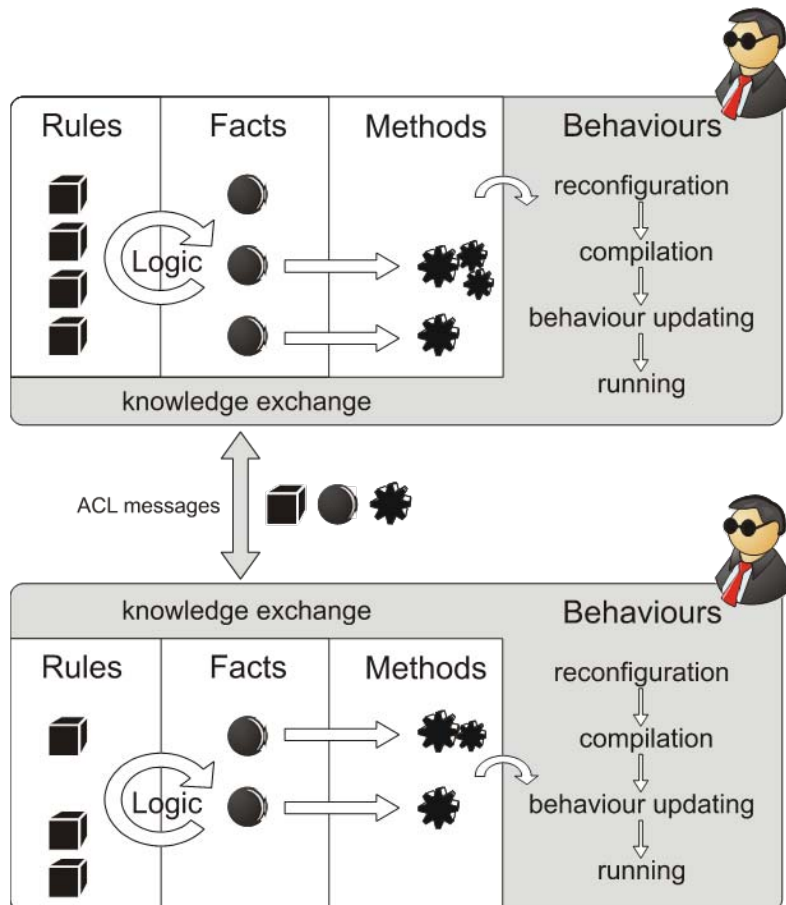 Rules
Facts
Methods
Behaviours
Logic
reconfiguration
compilation
behaviour updating
running
knowledge exchange
ACL messages
knowledge exchange
Behaviours
Rules
Facts
Methods
Logic
reconfiguration
compilation
behaviour updating
running